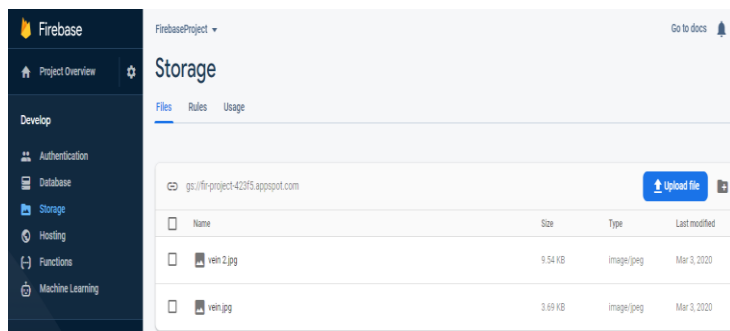 Firebase
Project Overview
Develop
Authentication
Database
Storage
Hosting
Functions
Machine Learning
FirebaseProject
Go to docs
Storage
Files Rules Usage
gs://fir-project-423f5.appspot.com
Upload file
Name Size Type Last modified
vein 2.jpg 9.54 KB image/jpeg Mar 3, 2020
vein.jpg 3.69 KB image/jpeg Mar 3, 2020